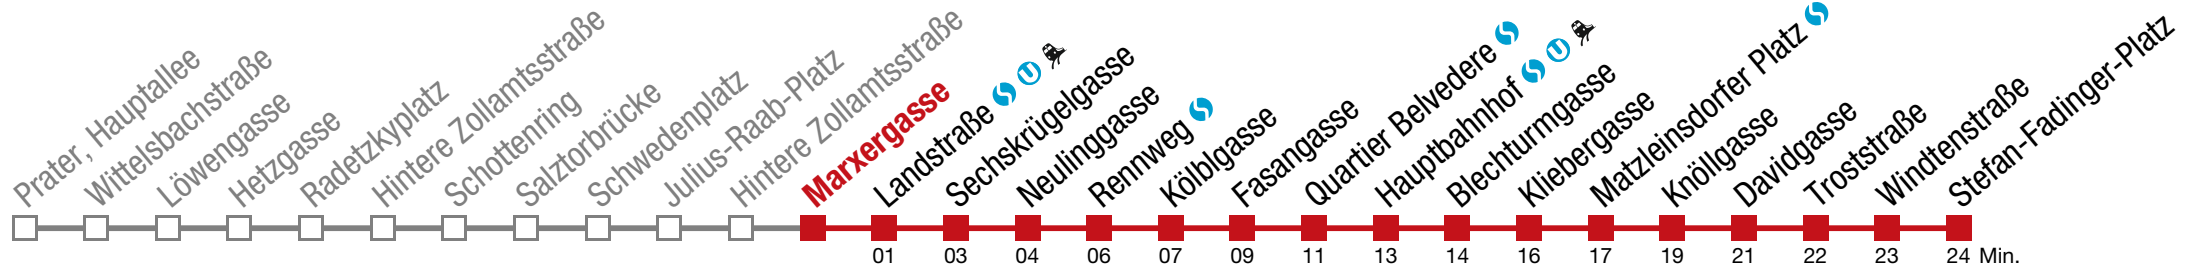 Prater, Hauptallee
Wittelsbachstraße
Löwengasse
Hetzgasse
Radetzkyplatz
Hintere Zollamtsstraße
Schottenring
Salztorbrücke
Schwedenplatz
Julius-Raab-Platz
Hintere Zollamtsstraße
Marxergasse
Landstraße S U
Sechskrügelgasse
Neulinggasse
Rennweg S
Kölblgasse
Fasangasse
Quartier Belvedere S
Hauptbahnhof S U
Blechturmgasse
Kliebergasse
Matzleinsdorfer Platz S
Knöllgasse
Davidgasse
Troststraße
Windtenstraße
Stefan-Fadinger-Platz
01 03 04 06 07 09 11 13 14 16 17 19 21 22 23 24 Min.